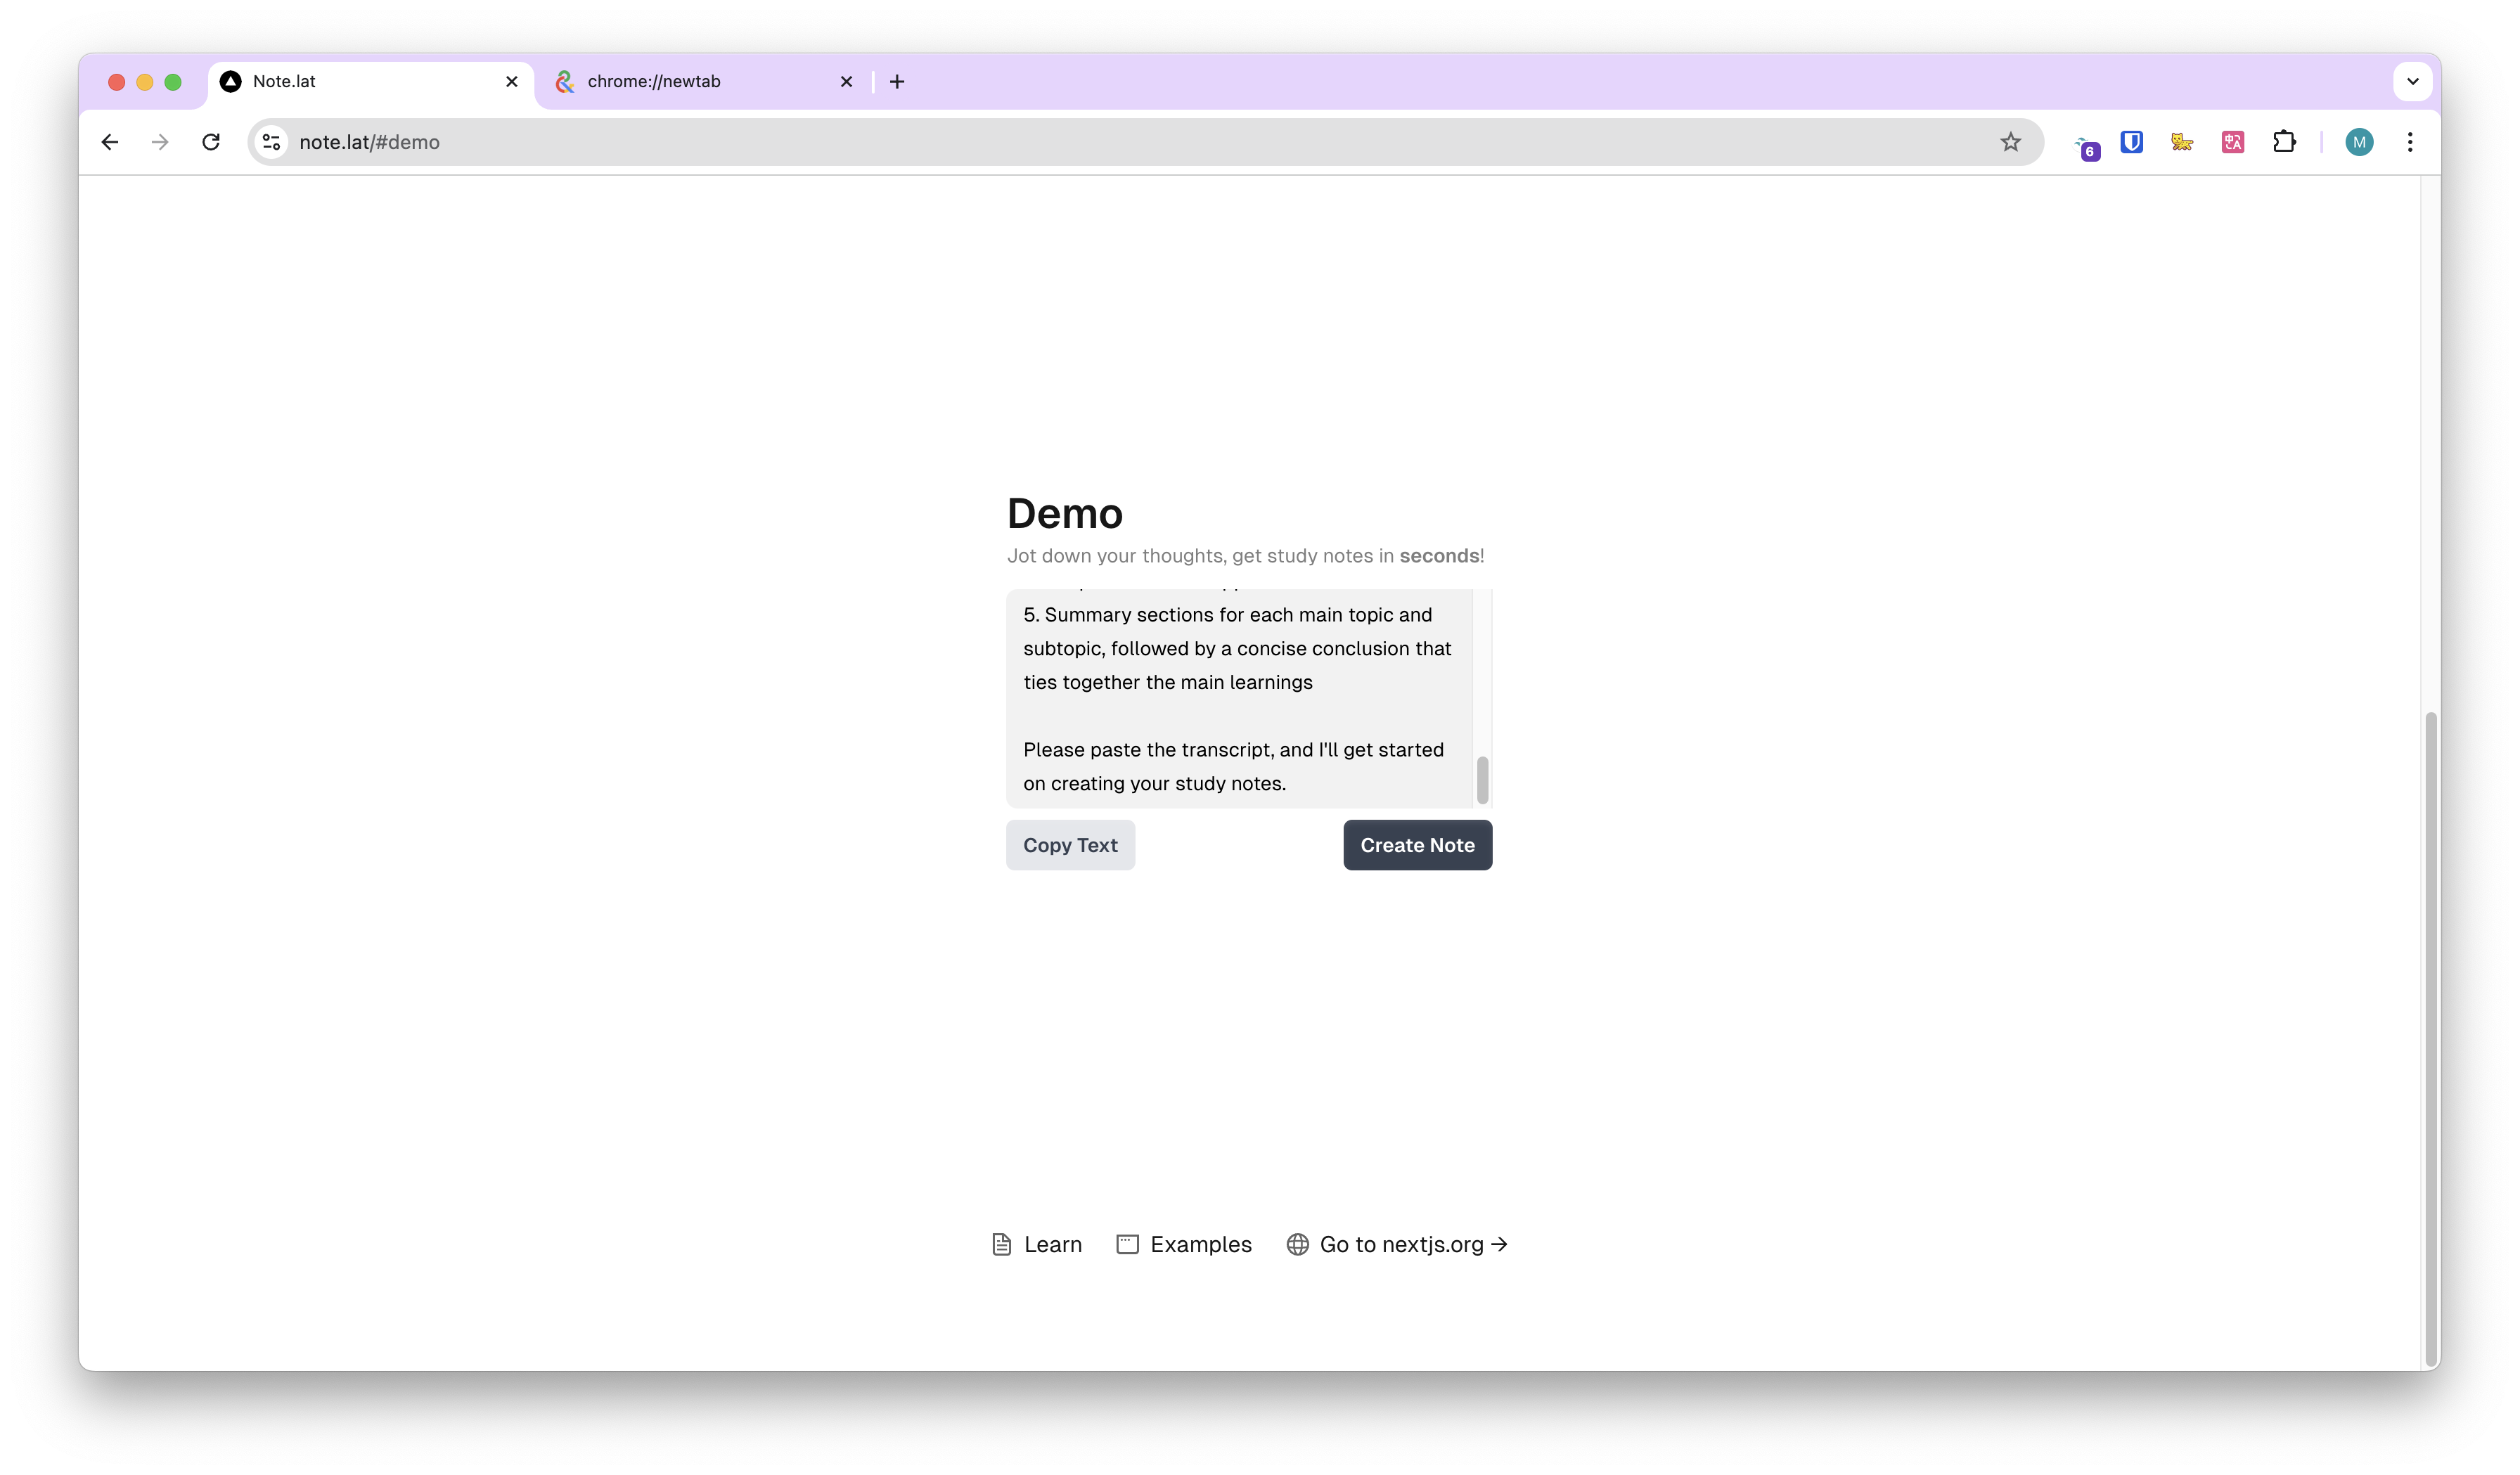 Note.lat
chrome://newtab
note.lat/#demo
6
M
Demo
Jot down your thoughts, get study notes in seconds!
5. Summary sections for each main topic and
subtopic, followed by a concise conclusion that
ties together the main learnings
Please paste the transcript, and I'll get started
on creating your study notes.
Copy Text
Create Note
Learn
Examples
Go to nextjs.org →